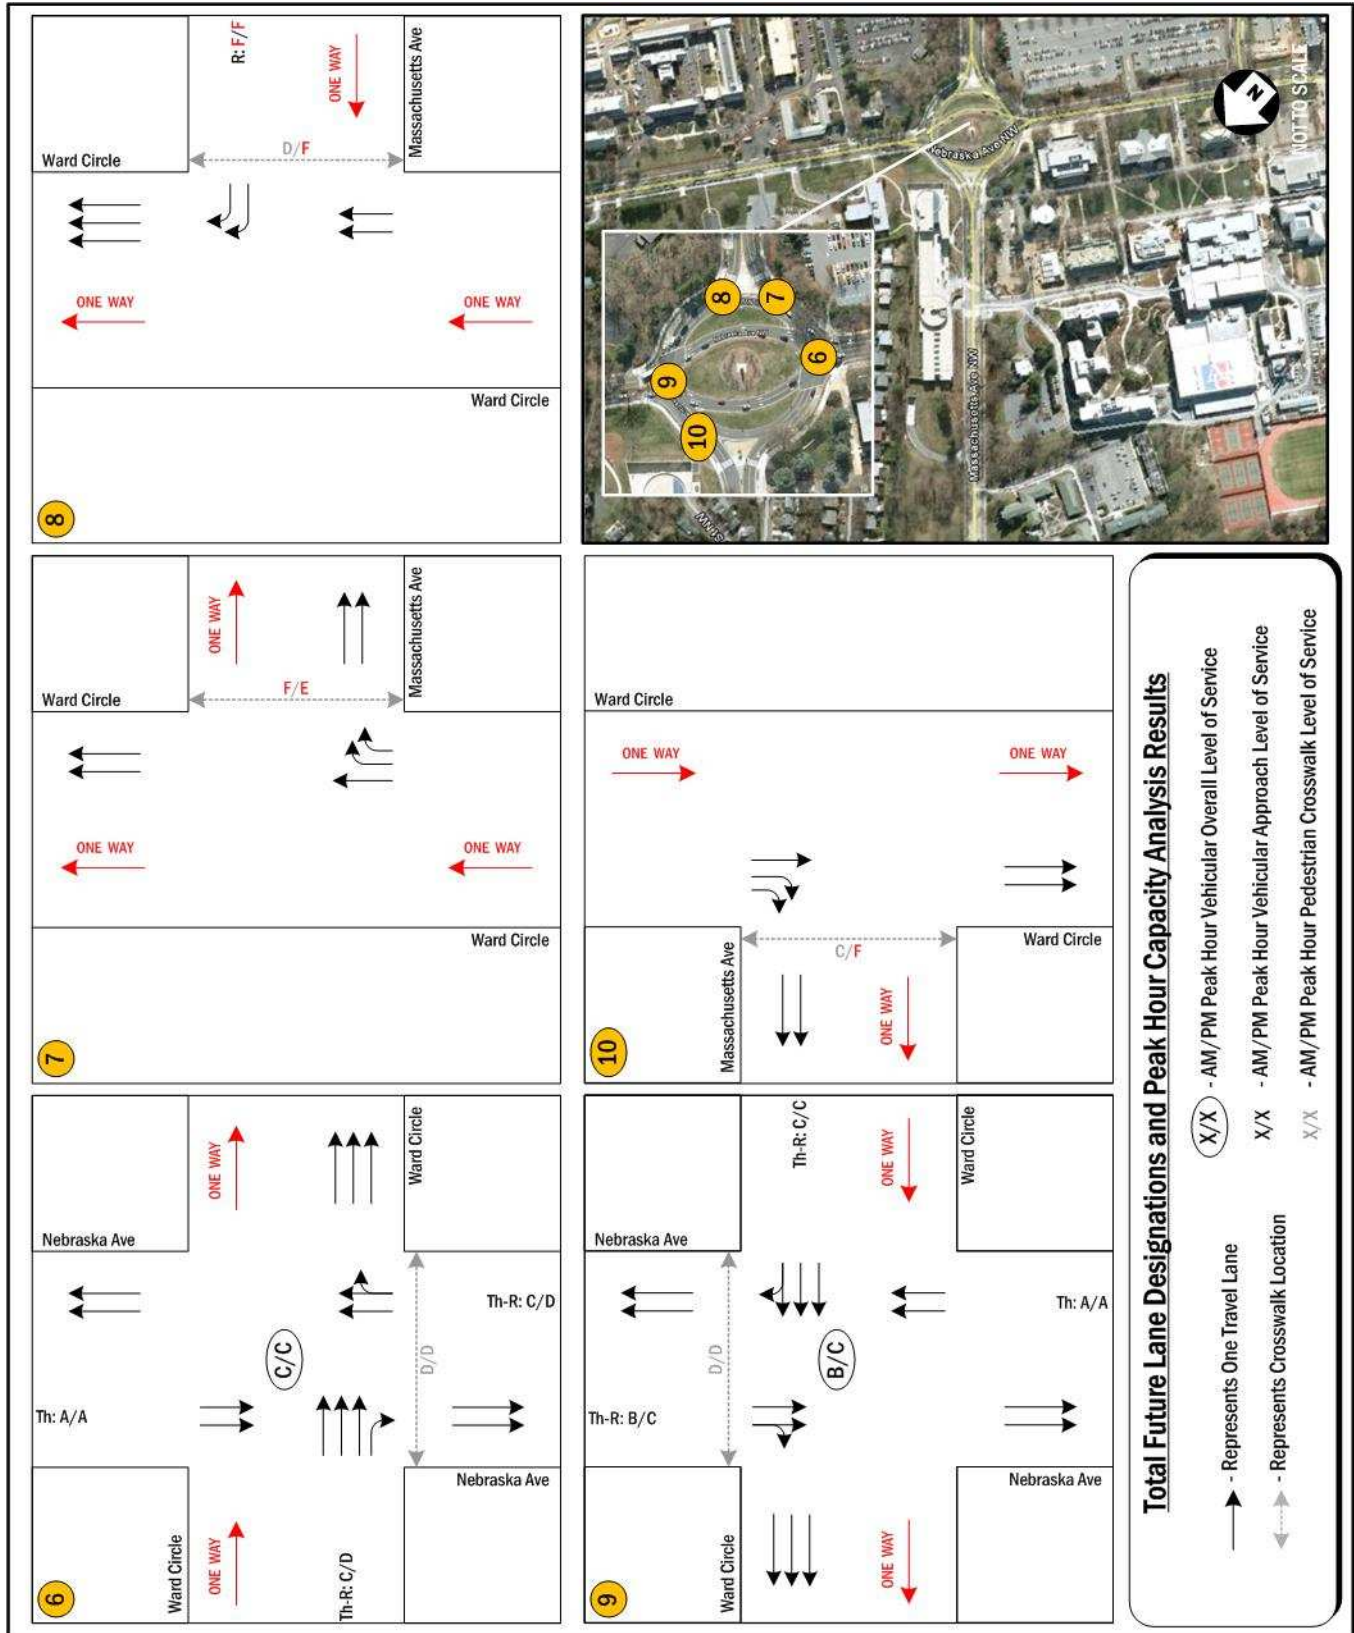 6
Nebraska Ave
Ward Circle
Th: A/A
ONE WAY
ONE WAY
C/C
D/D
Th-R: C/D
Th-R: C/D
Ward Circle
Nebraska Ave
7
Ward Circle
ONE WAY
ONE WAY
ONE WAY
F/E
Massachusetts Ave
Ward Circle
8
Ward Circle
R: F/F
ONE WAY
ONE WAY
ONE WAY
D/F
Massachusetts Ave
Ward Circle
9
Nebraska Ave
Ward Circle
Th-R: B/C
D/D
Th-R: C/C
ONE WAY
ONE WAY
B/C
Th: A/A
Ward Circle
Nebraska Ave
10
Ward Circle
Massachusetts Ave
ONE WAY
ONE WAY
ONE WAY
C/F
Ward Circle
Nebraska Ave NW
Massachusetts Ave NW
8
7
9
6
10
N
NOT TO SCALE
Total Future Lane Designations and Peak Hour Capacity Analysis Results
- Represents One Travel Lane
- Represents Crosswalk Location
X/X - AM/PM Peak Hour Vehicular Overall Level of Service
X/X - AM/PM Peak Hour Vehicular Approach Level of Service
X/X - AM/PM Peak Hour Pedestrian Crosswalk Level of Service